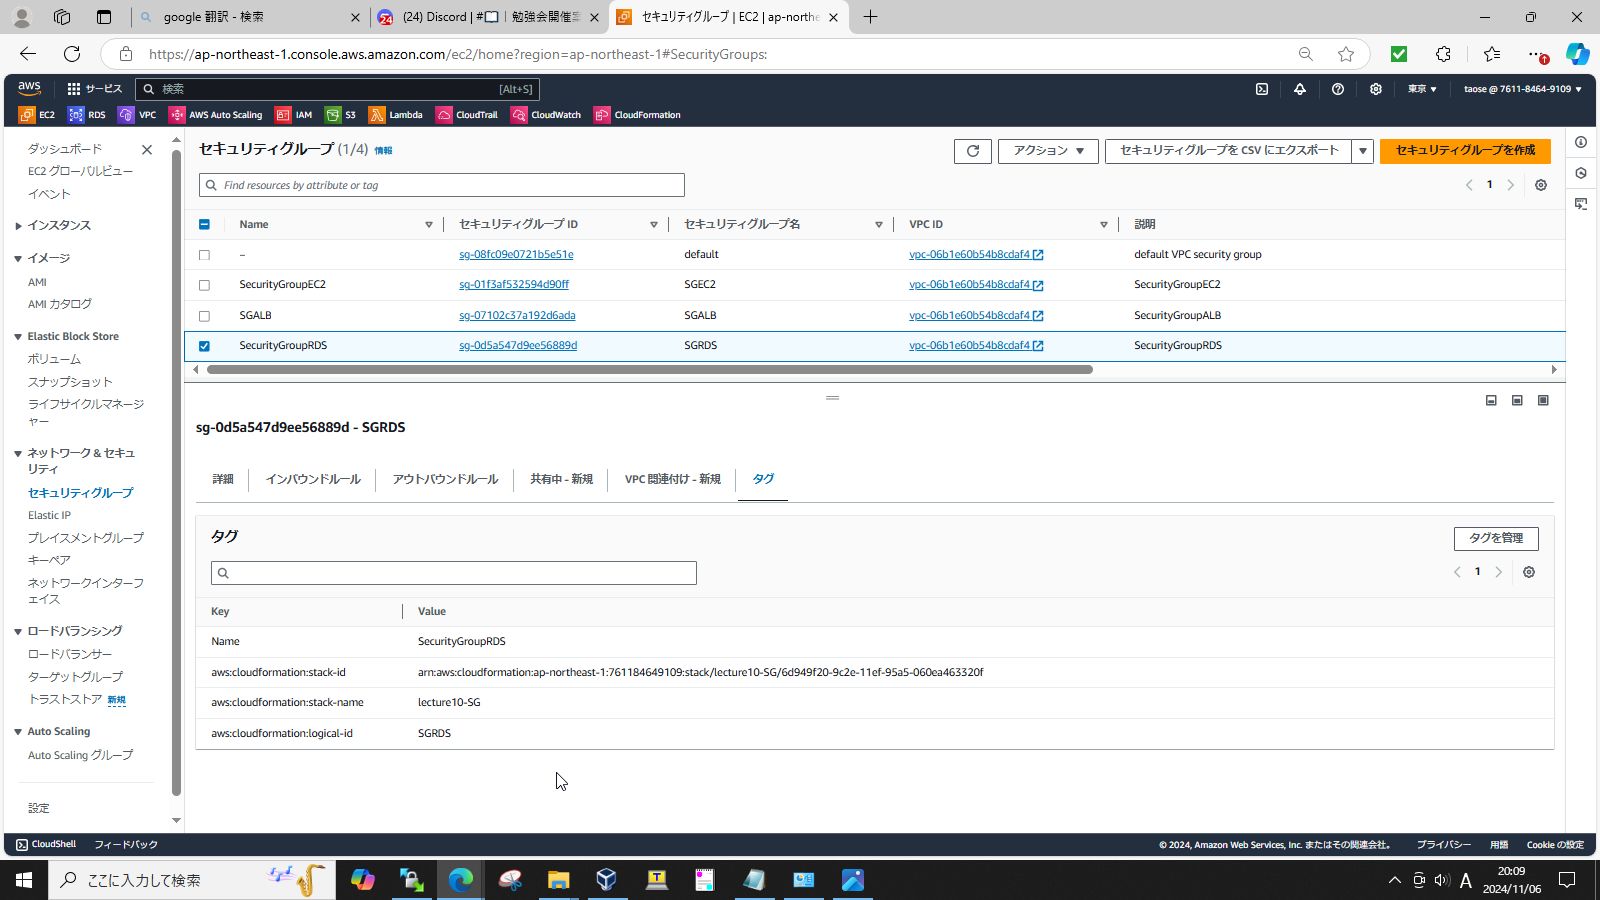 google 翻訳 - 検索
(24) Discord | #📖｜勉強会開催案
セキュリティグループ | EC2 | ap-northe
https://ap-northeast-1.console.aws.amazon.com/ec2/home?region=ap-northeast-1#SecurityGroups:
aws
サービス
検索
[Alt+S]
東京
taose @ 7611-8464-9109
EC2
RDS
VPC
AWS Auto Scaling
IAM
S3
Lambda
CloudTrail
CloudWatch
CloudFormation
ダッシュボード
EC2 グローバルビュー
イベント
インスタンス
イメージ
AMI
AMI カタログ
Elastic Block Store
ボリューム
スナップショット
ライフサイクルマネージ
ャー
ネットワーク & セキュ
リティ
セキュリティグループ
Elastic IP
プレイスメントグループ
キーペア
ネットワークインターフ
ェイス
ロードバランシング
ロードバランサー
ターゲットグループ
トラストストア 新規
Auto Scaling
Auto Scaling グループ
設定
セキュリティグループ (1/4) 情報
アクション
セキュリティグループを CSV にエクスポート
セキュリティグループを作成
Find resources by attribute or tag
1
Name セキュリティグループ ID セキュリティグループ名 VPC ID 説明
– sg-08fc09e0721b5e51e default vpc-06b1e60b54b8cdaf4 default VPC security group
SecurityGroupEC2 sg-01f3af532594d90ff SGEC2 vpc-06b1e60b54b8cdaf4 SecurityGroupEC2
SGALB sg-07102c37a192d6ada SGALB vpc-06b1e60b54b8cdaf4 SecurityGroupALB
SecurityGroupRDS sg-0d5a547d9ee56889d SGRDS vpc-06b1e60b54b8cdaf4 SecurityGroupRDS
sg-0d5a547d9ee56889d - SGRDS
詳細
インバウンドルール
アウトバウンドルール
共有中 - 新規
VPC 関連付け - 新規
タグ
タグ
タグを管理
1
Key Value
Name SecurityGroupRDS
aws:cloudformation:stack-id arn:aws:cloudformation:ap-northeast-1:761184649109:stack/lecture10-SG/6d949f20-9c2e-11ef-95a5-060ea463320f
aws:cloudformation:stack-name lecture10-SG
aws:cloudformation:logical-id SGRDS
CloudShell
フィードバック
© 2024, Amazon Web Services, Inc. またはその関連会社。
プライバシー
用語
Cookie の設定
ここに入力して検索
A
20:09
2024/11/06